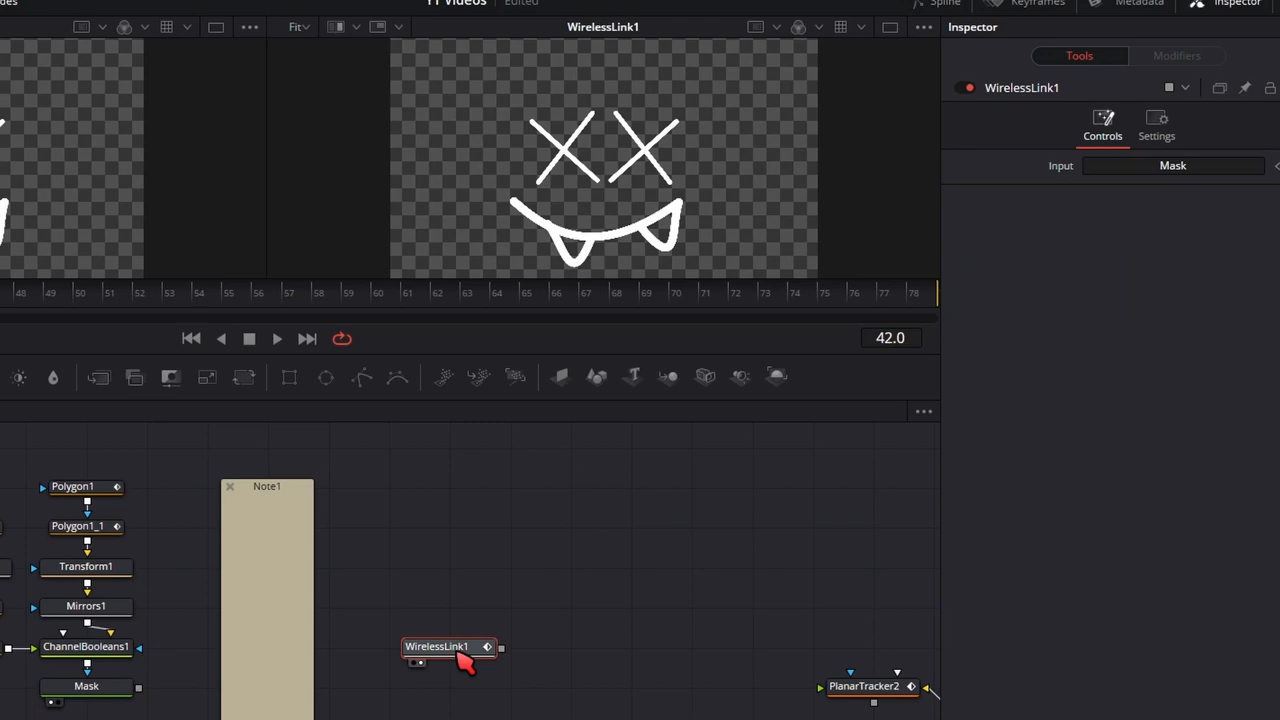 YT Videos Edited
Spline Keyframes Metadata Inspector
Fit
WirelessLink1
Inspector
Tools Modifiers
WirelessLink1
Controls Settings
Input Mask
48 49 50 51 52 53 54 55 56 57 58 59 60 61 62 63 64 65 66 67 68 69 70 71 72 73 74 75 76 77 78
42.0
Polygon1
Note1
Polygon1_1
Transform1
Mirrors1
ChannelBooleans1
WirelessLink1
Mask
PlanarTracker2